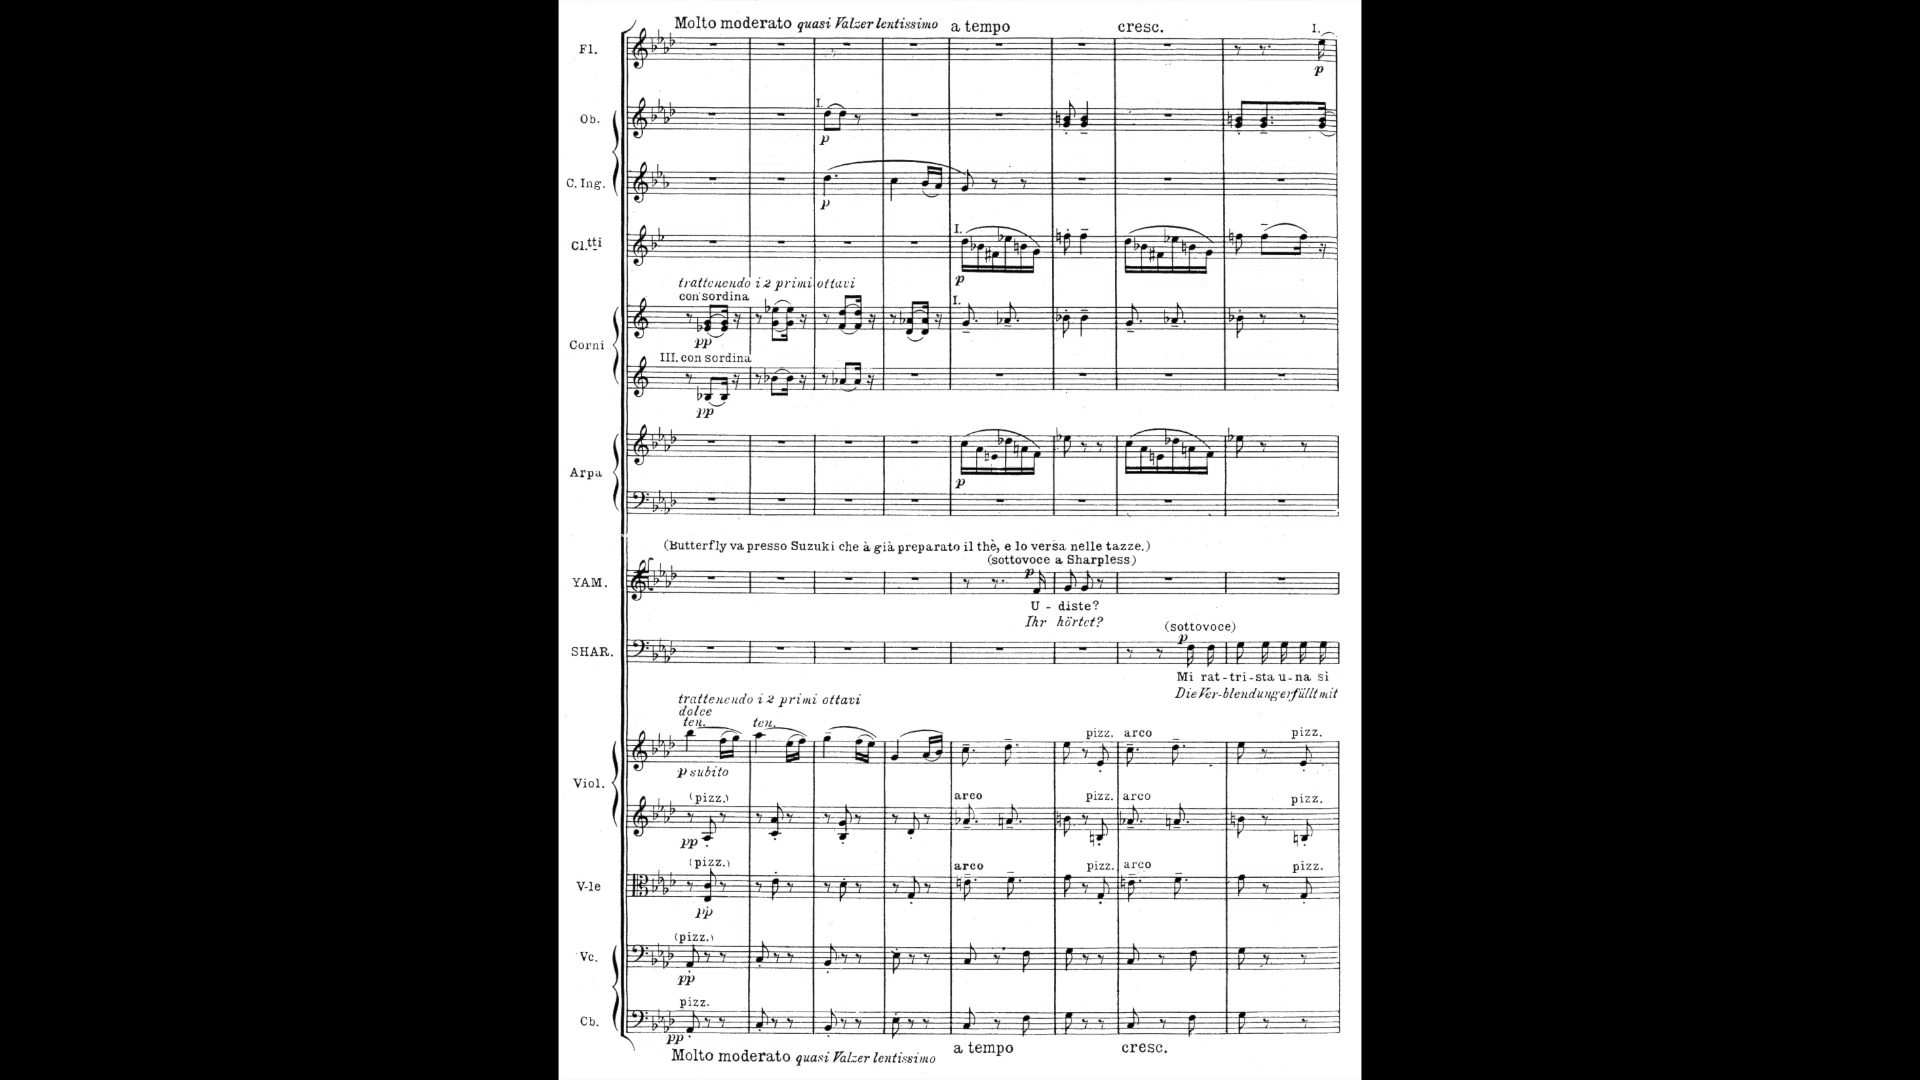 Molto moderato quasi Valzer lentissimo a tempo cresc.
Fl. I.
p
Ob. I.
p
C. Ing.
p
Cl.tti I.
p
trattenendo i 2 primi ottavi
con sordina I.
Corni
pp
III. con sordina
pp
Arpa
p
(Butterfly va presso Suzuki che à già preparato il thè, e lo versa nelle tazze.)
(sottovoce a Sharpless)
YAM. p
U - diste?
Ihr hörtet?
(sottovoce)
SHAR. p
Mi rat-tri-sta u-na sì
Die Ver-blendung erfüllt mit
trattenendo i 2 primi ottavi
dolce
ten. ten. pizz. arco pizz.
p subito
Viol.
(pizz.) arco pizz. arco pizz.
pp
(pizz.) arco pizz. arco pizz.
V-le
pp
(pizz.)
Vc.
pp
pizz.
Cb.
pp
Molto moderato quasi Valzer lentissimo a tempo cresc.